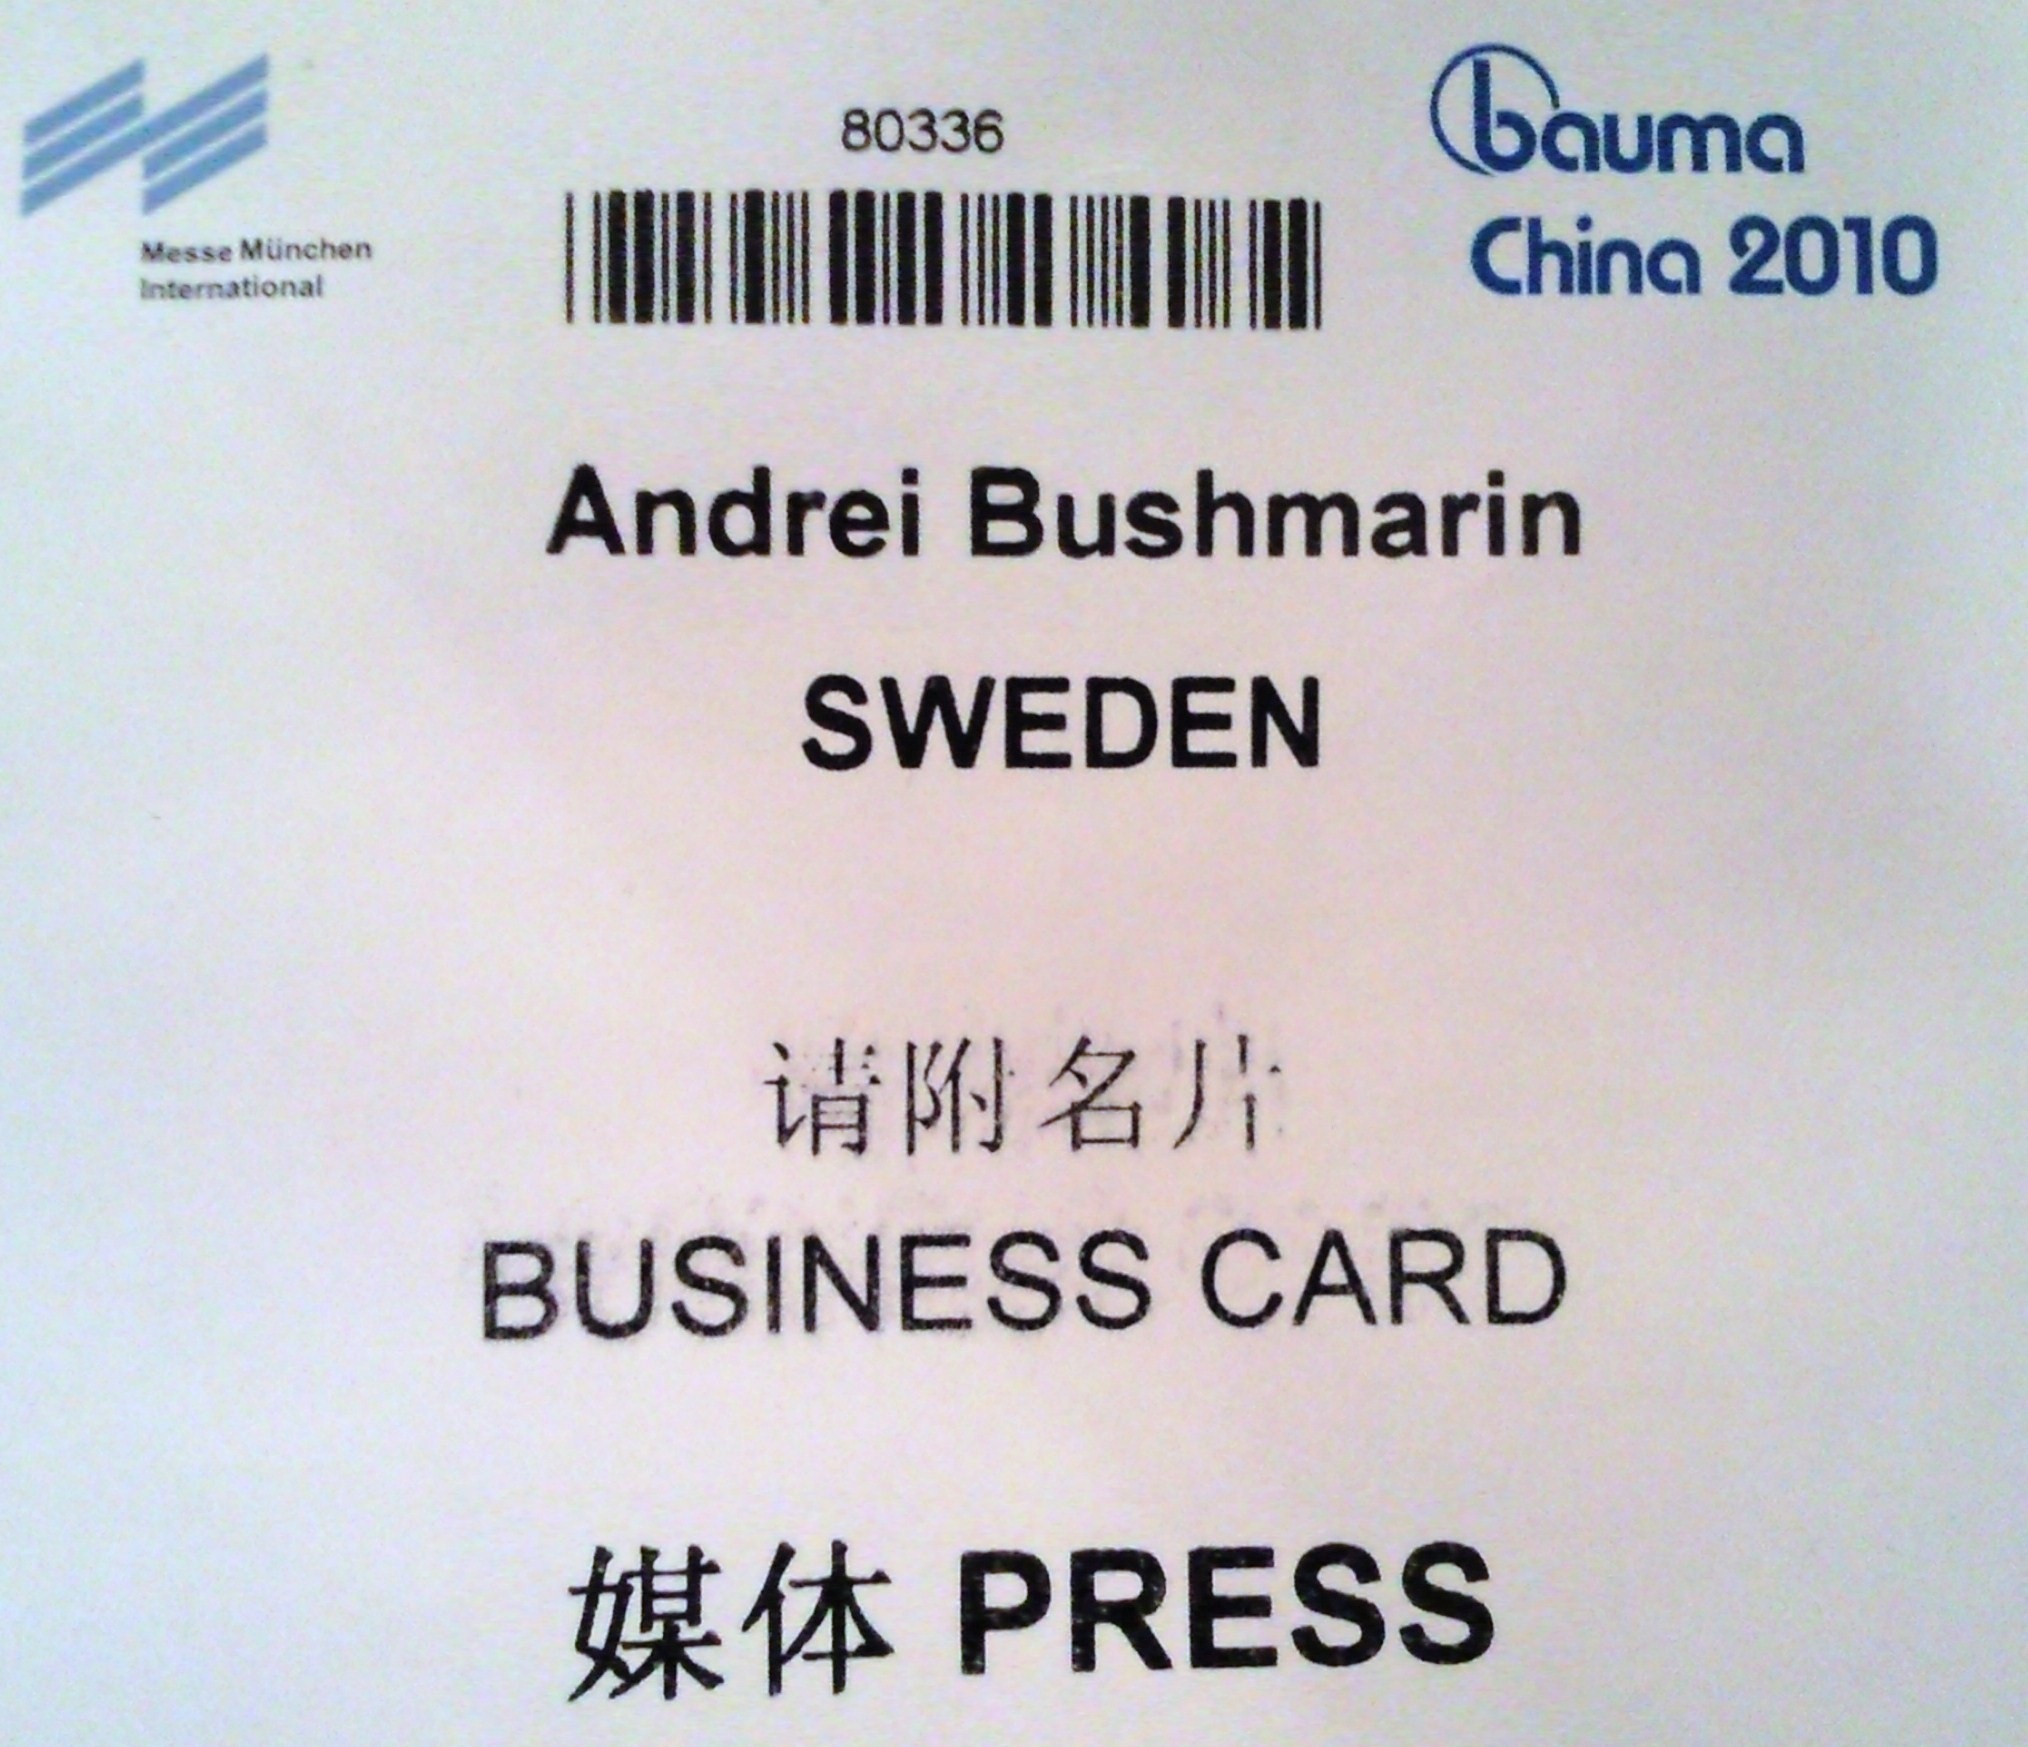 Messe München
International
80336
bauma
China 2010
Andrei Bushmarin
SWEDEN
请附名片
BUSINESS CARD
媒体 PRESS